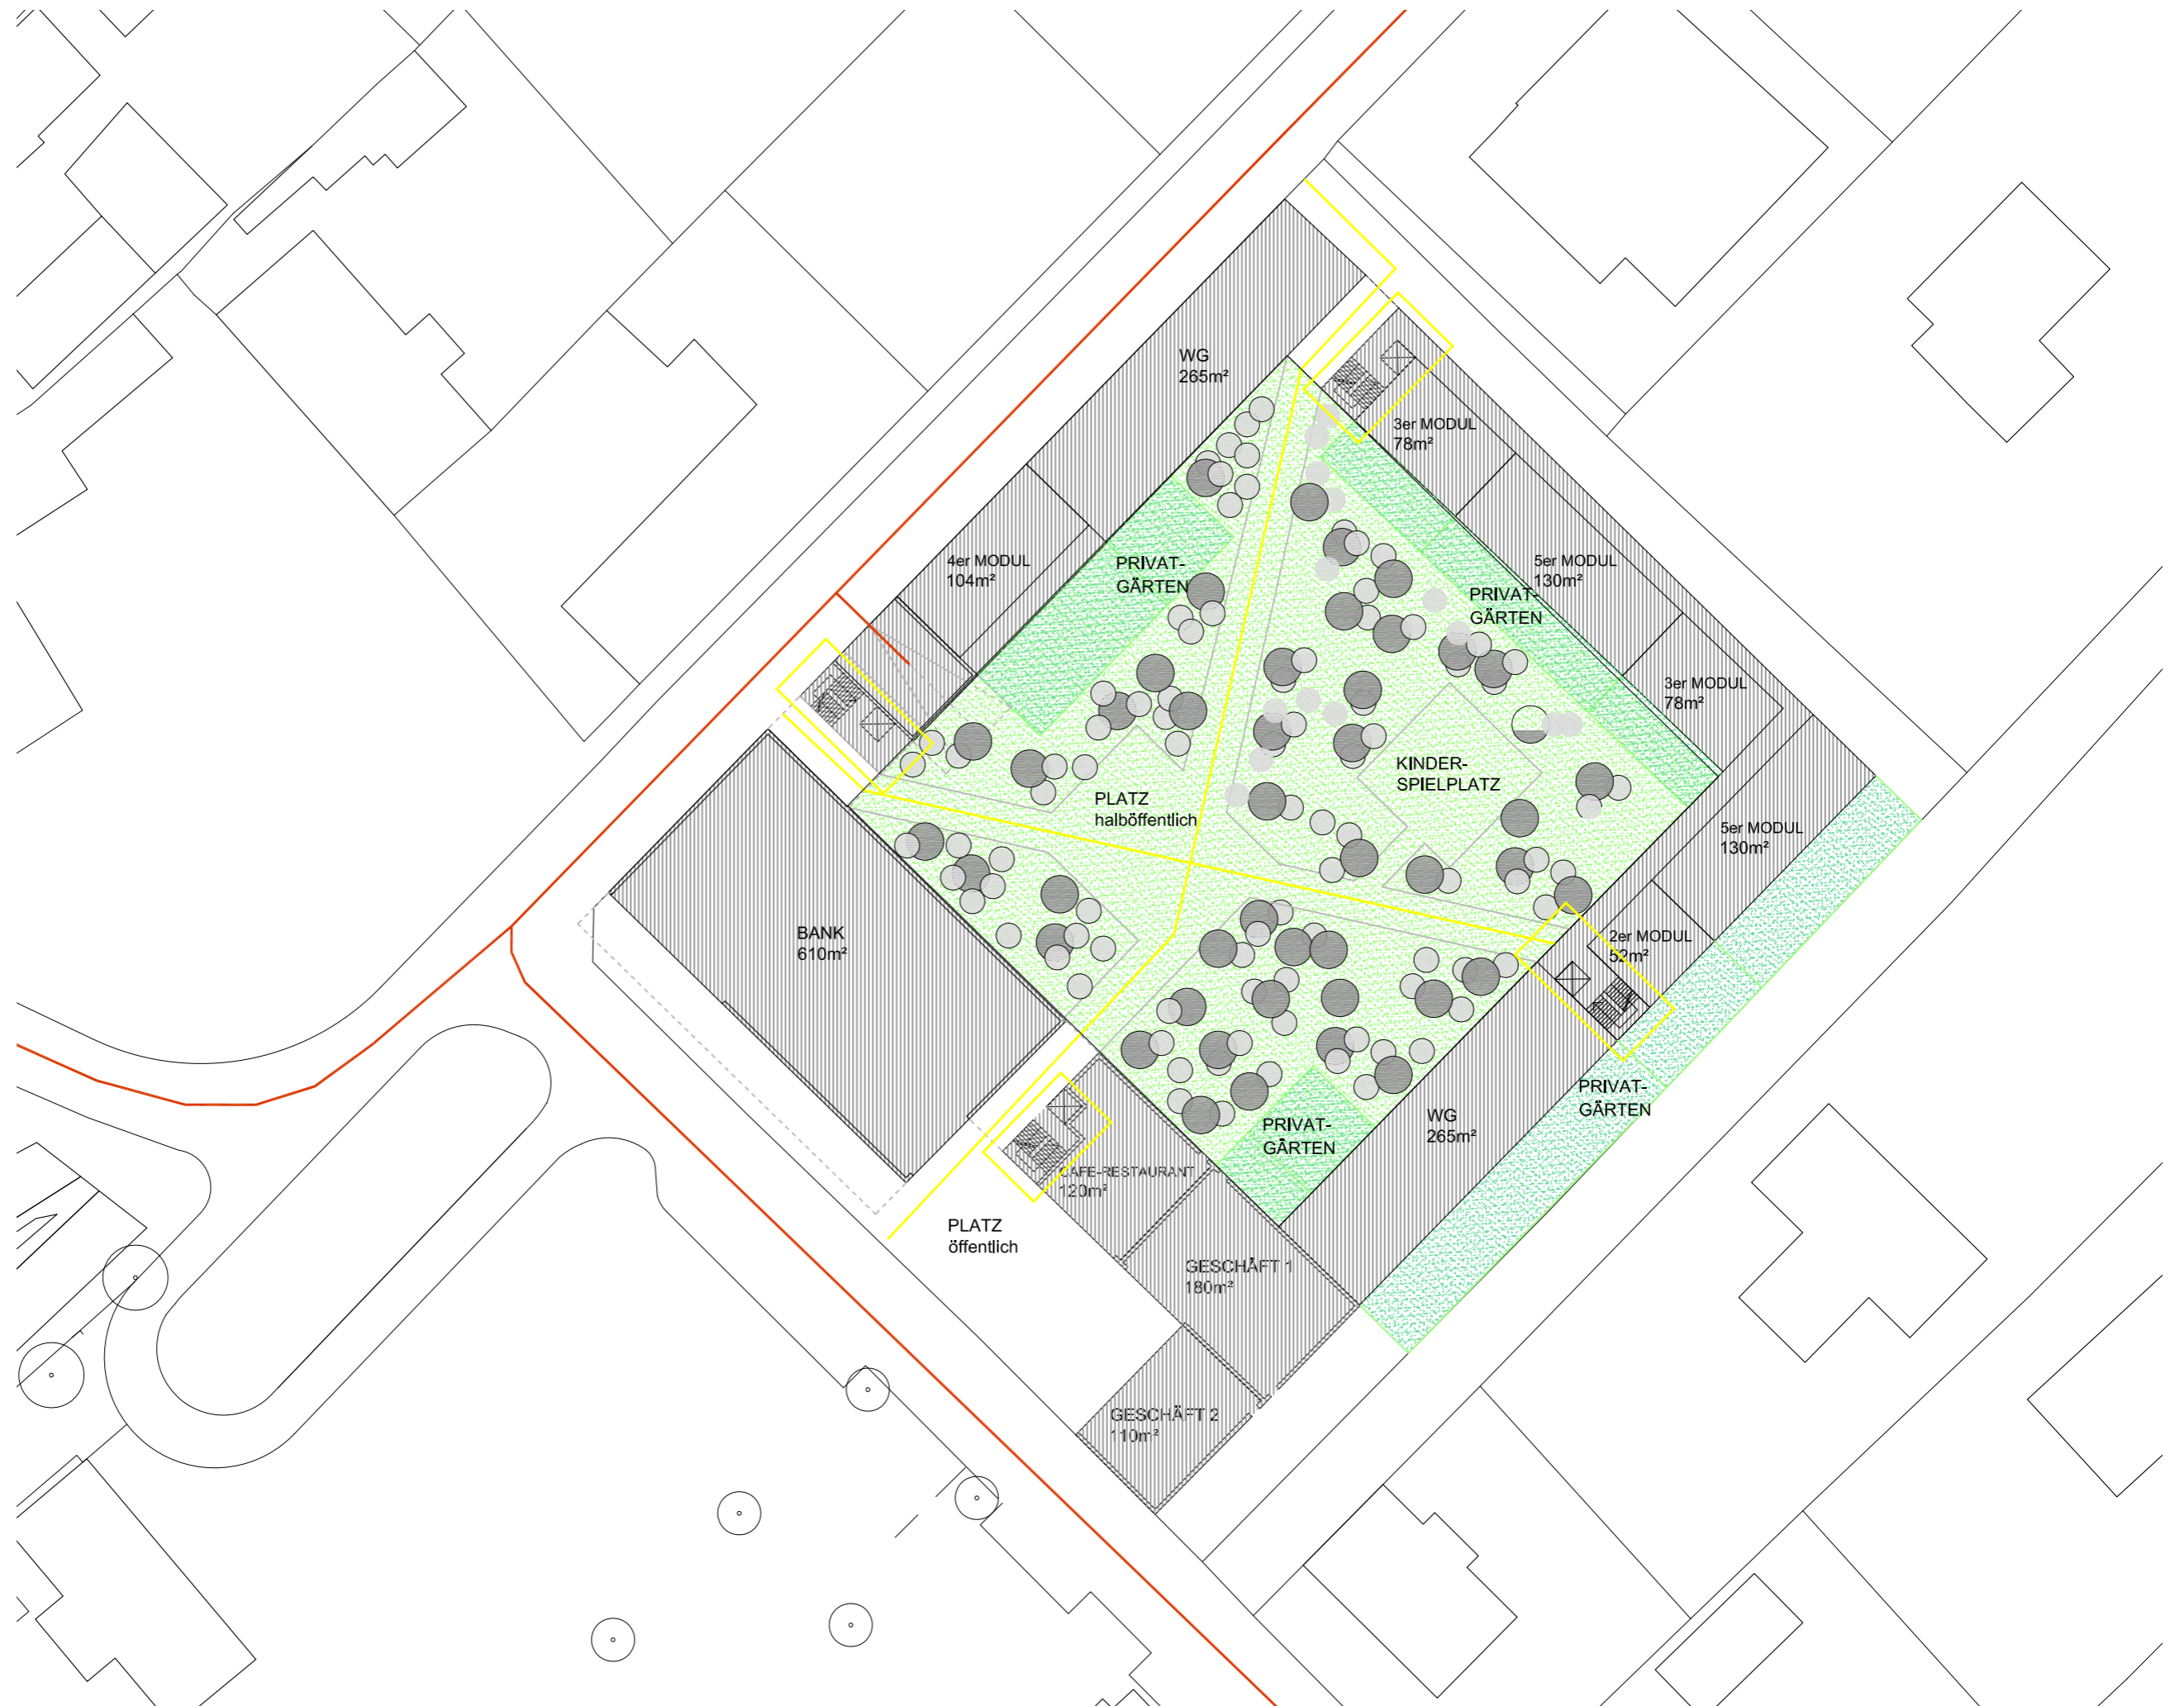 WG
265m²
3er MODUL
78m²
4er MODUL
104m²
PRIVAT-
GÄRTEN
5er MODUL
130m²
PRIVAT-
GÄRTEN
3er MODUL
78m²
KINDER-
SPIELPLATZ
PLATZ
halböffentlich
5er MODUL
130m²
BANK
610m²
2er MODUL
52m²
PRIVAT-
GÄRTEN
WG
265m²
PRIVAT-
GÄRTEN
CAFE-RESTAURANT
120m²
PLATZ
öffentlich
GESCHÄFT 1
180m²
GESCHÄFT 2
110m²